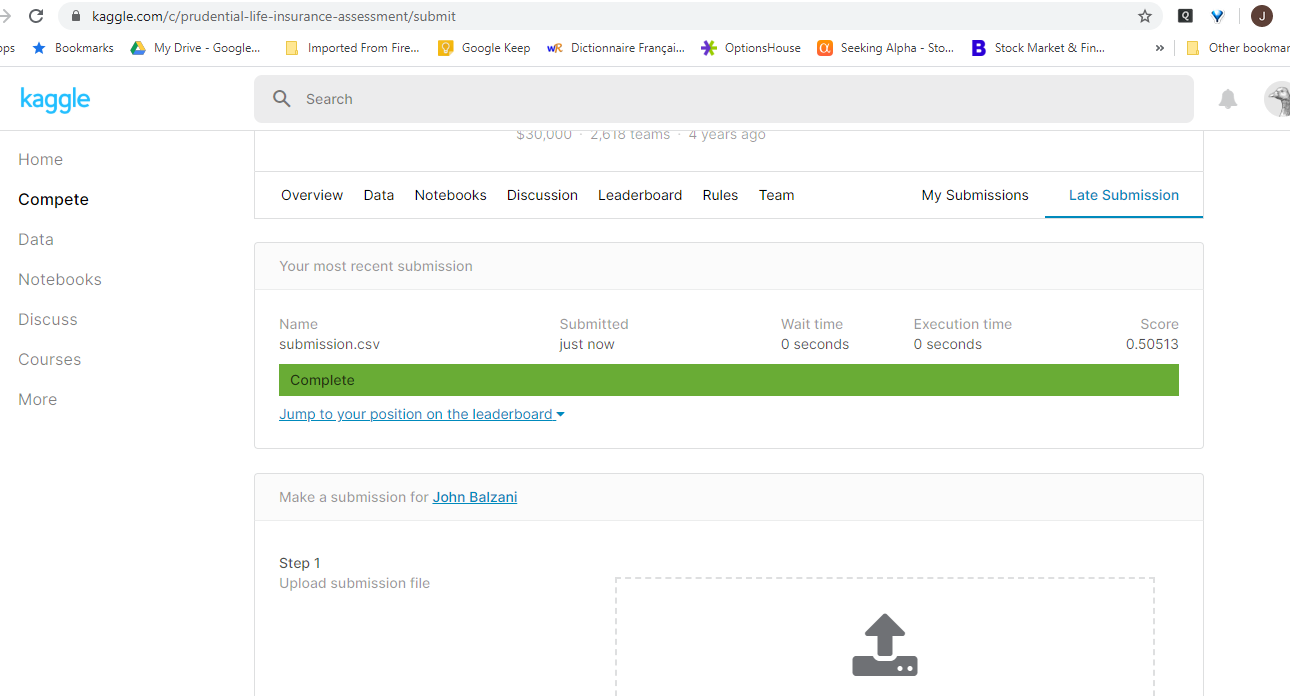 kaggle.com/c/prudential-life-insurance-assessment/submit
Q
J
ops Bookmarks My Drive - Google... Imported From Fire... Google Keep wR Dictionnaire Françai... OptionsHouse α Seeking Alpha - Sto... B Stock Market & Fin... » Other bookmar
kaggle
Search
$30,000 · 2,618 teams · 4 years ago
Home
Compete
Data
Notebooks
Discuss
Courses
More
Overview Data Notebooks Discussion Leaderboard Rules Team My Submissions Late Submission
Your most recent submission
Name Submitted Wait time Execution time Score
submission.csv just now 0 seconds 0 seconds 0.50513
Complete
Jump to your position on the leaderboard
Make a submission for John Balzani
Step 1
Upload submission file